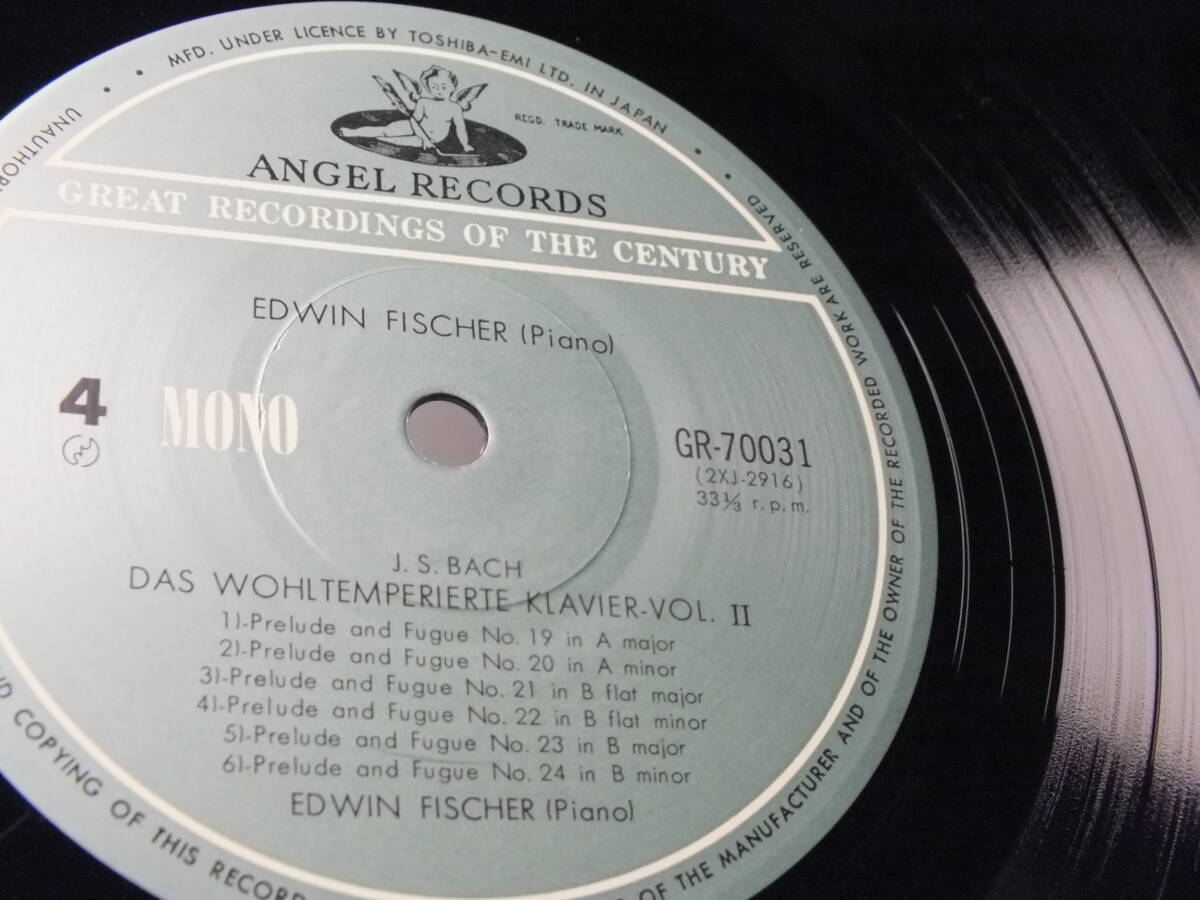 MFD. UNDER LICENCE BY TOSHIBA-EMI LTD. IN JAPAN
REGD. TRADE MARK
ANGEL RECORDS
GREAT RECORDINGS OF THE CENTURY
EDWIN FISCHER (Piano)
4
MONO
GR-70031
(2XJ-2916)
33⅓ r.p.m.
J. S. BACH
DAS WOHLTEMPERIERTE KLAVIER-VOL. II
1)-Prelude and Fugue No. 19 in A major
2)-Prelude and Fugue No. 20 in A minor
3)-Prelude and Fugue No. 21 in B flat major
4)-Prelude and Fugue No. 22 in B flat minor
5)-Prelude and Fugue No. 23 in B major
6)-Prelude and Fugue No. 24 in B minor
EDWIN FISCHER (Piano)
OF THE MANUFACTURER AND OF THE OWNER OF THE RECORDED WORK ARE RESERVED
COPYING OF THIS RECORD